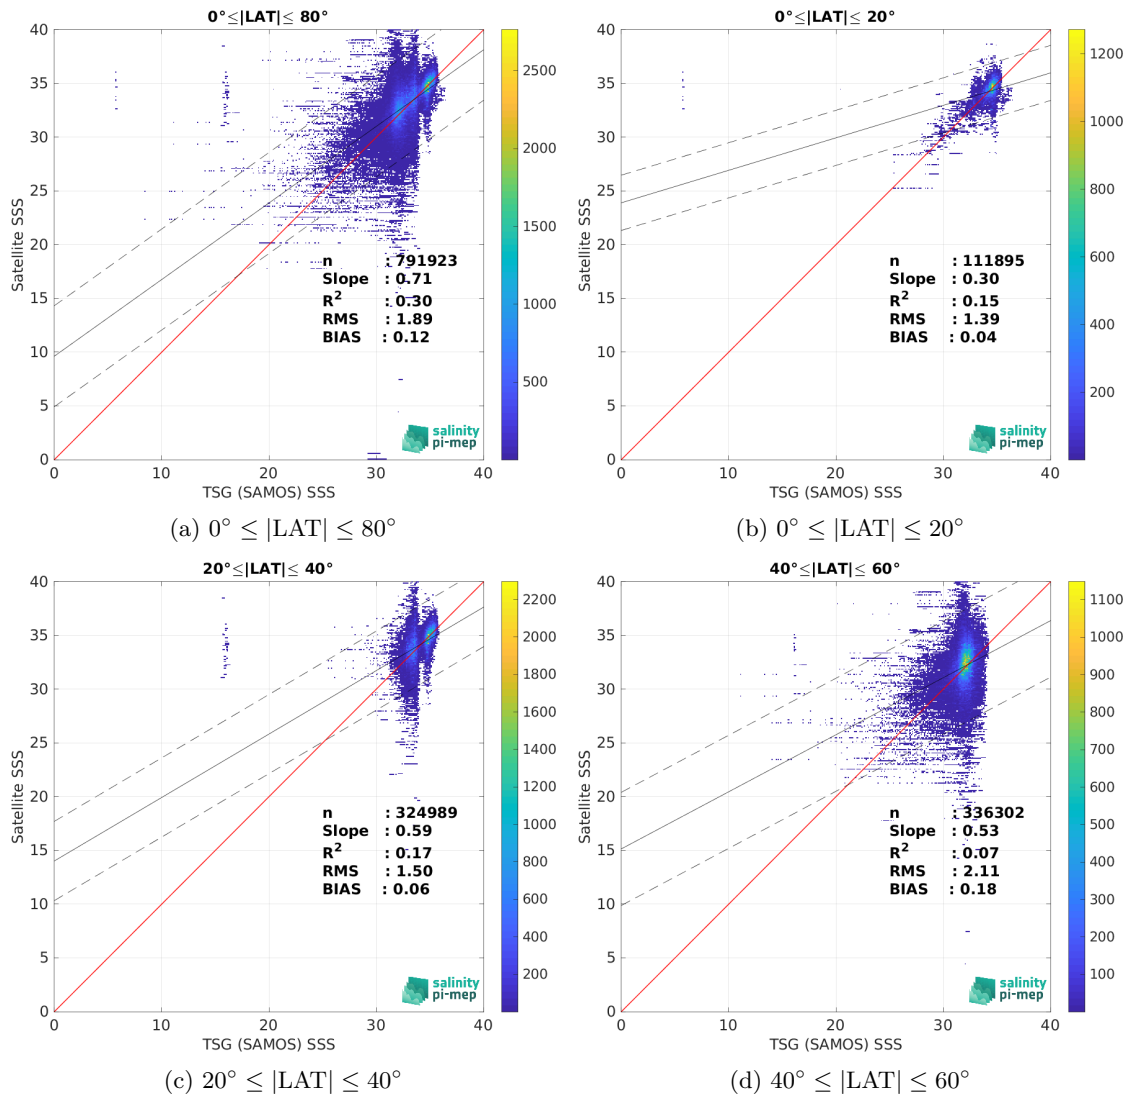 0°≤|LAT|≤ 80°
40
35
30
25
20
15
10
5
0
Satellite SSS
n : 791923
Slope : 0.71
R² : 0.30
RMS : 1.89
BIAS : 0.12
salinity
pi-mep
0 10 20 30 40
TSG (SAMOS) SSS
2500
2000
1500
1000
500
(a) 0° ≤ |LAT| ≤ 80°
0°≤|LAT|≤ 20°
40
35
30
25
20
15
10
5
0
Satellite SSS
n : 111895
Slope : 0.30
R² : 0.15
RMS : 1.39
BIAS : 0.04
salinity
pi-mep
0 10 20 30 40
TSG (SAMOS) SSS
1200
1000
800
600
400
200
(b) 0° ≤ |LAT| ≤ 20°
20°≤|LAT|≤ 40°
40
35
30
25
20
15
10
5
0
Satellite SSS
n : 324989
Slope : 0.59
R² : 0.17
RMS : 1.50
BIAS : 0.06
salinity
pi-mep
0 10 20 30 40
TSG (SAMOS) SSS
2200
2000
1800
1600
1400
1200
1000
800
600
400
200
(c) 20° ≤ |LAT| ≤ 40°
40°≤|LAT|≤ 60°
40
35
30
25
20
15
10
5
0
Satellite SSS
n : 336302
Slope : 0.53
R² : 0.07
RMS : 2.11
BIAS : 0.18
salinity
pi-mep
0 10 20 30 40
TSG (SAMOS) SSS
1100
1000
900
800
700
600
500
400
300
200
100
(d) 40° ≤ |LAT| ≤ 60°